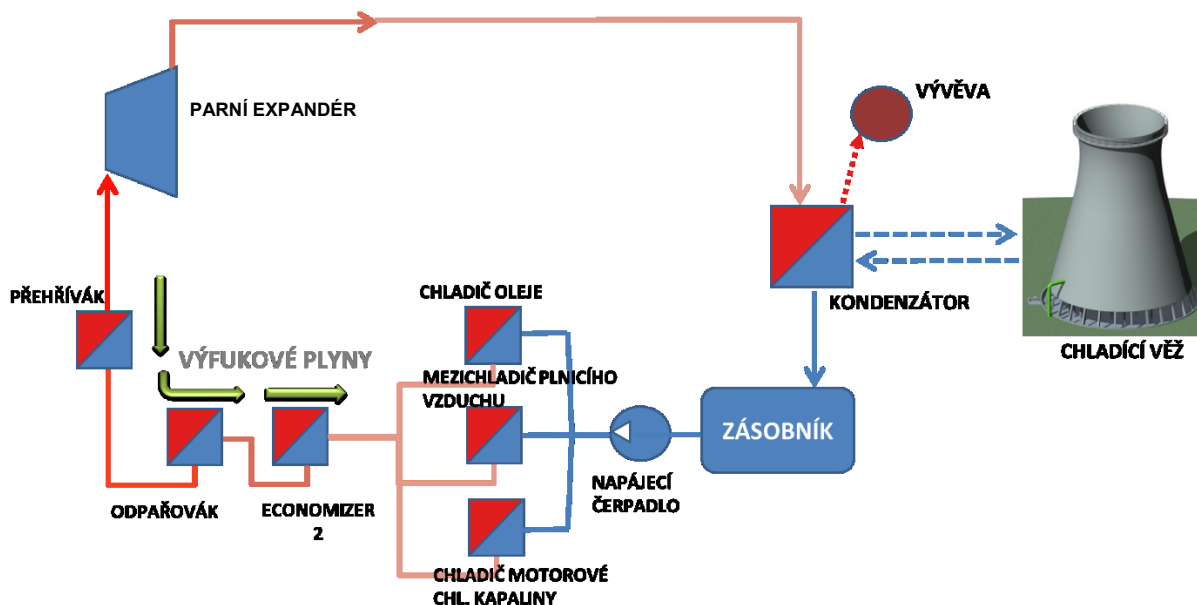 PARNÍ EXPANDÉR
VÝVĚVA
PŘEHŘÍVÁK
CHLADIČ OLEJE
KONDENZÁTOR
CHLADÍCÍ VĚŽ
VÝFUKOVÉ PLYNY
MEZICHLADIČ PLNICÍHO
VZDUCHU
ZÁSOBNÍK
NAPÁJECÍ
ČERPADLO
ODPAŘOVÁK
ECONOMIZER
2
CHLADIČ MOTOROVÉ
CHL. KAPALINY